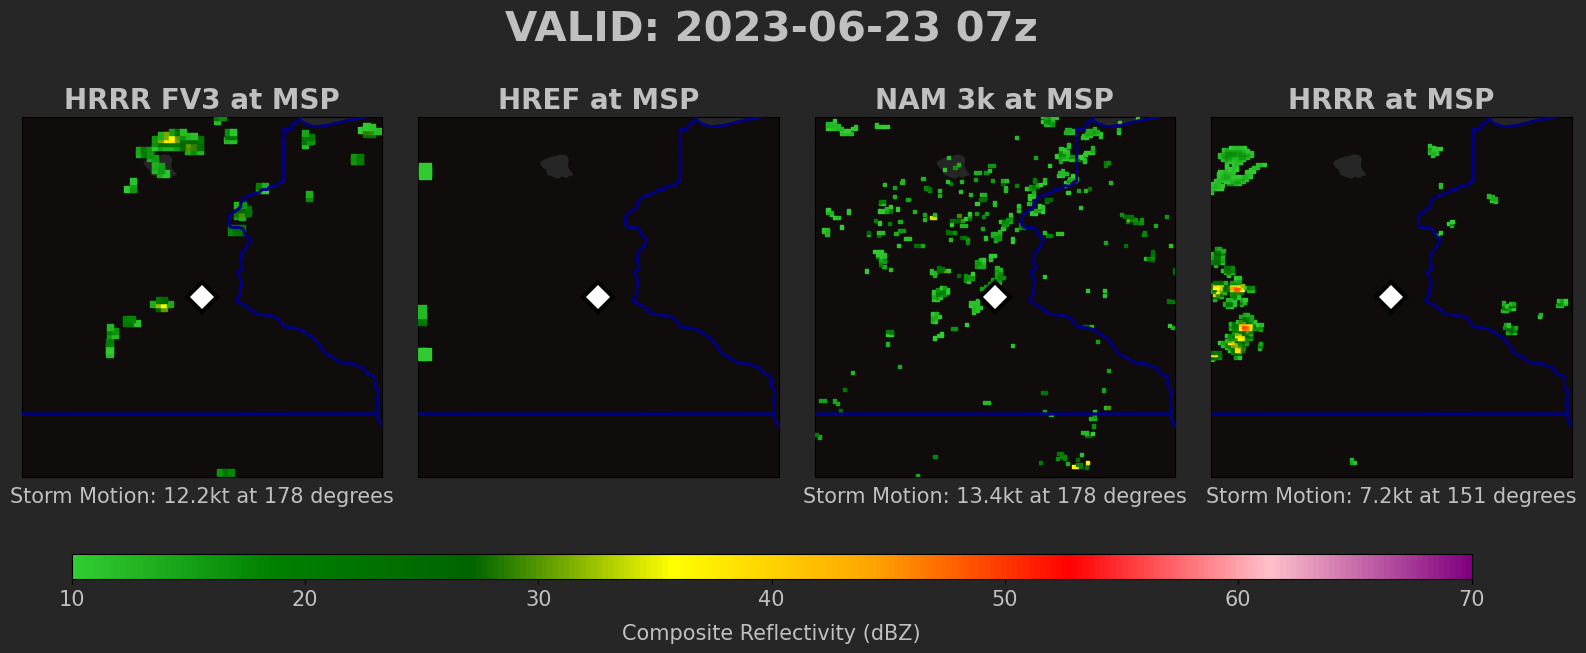 VALID: 2023-06-23 07z
HRRR FV3 at MSP
HREF at MSP
NAM 3k at MSP
HRRR at MSP
Storm Motion: 12.2kt at 178 degrees
Storm Motion: 13.4kt at 178 degrees
Storm Motion: 7.2kt at 151 degrees
10 20 30 40 50 60 70
Composite Reflectivity (dBZ)